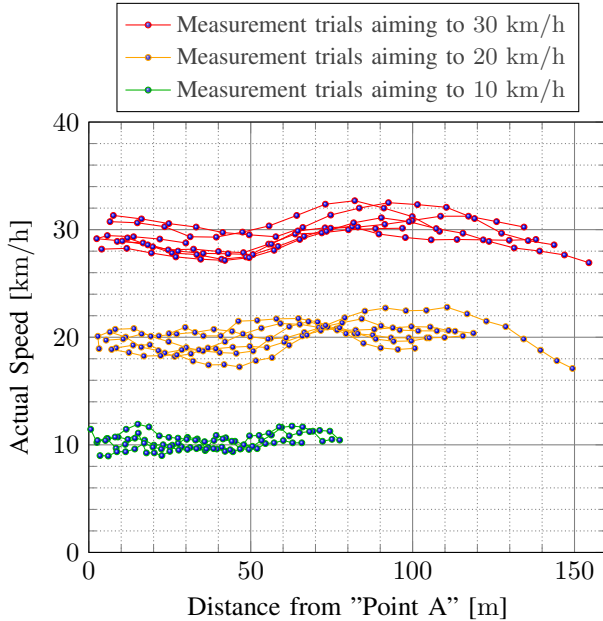 Measurement trials aiming to 30 km/h
Measurement trials aiming to 20 km/h
Measurement trials aiming to 10 km/h
40
30
20
10
0
Actual Speed [km/h]
0 50 100 150
Distance from ”Point A” [m]